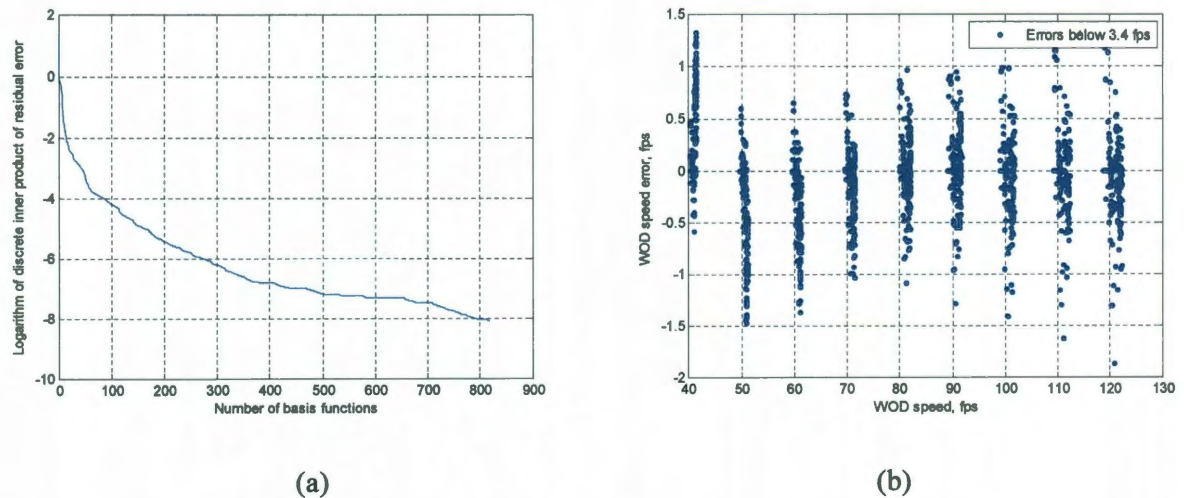 Logarithm of discrete inner product of residual error
2
0
-2
-4
-6
-8
-10
0 100 200 300 400 500 600 700 800 900
Number of basis functions
(a)
WOD speed error, fps
1.5
1
0.5
0
-0.5
-1
-1.5
-2
Errors below 3.4 fps
40 50 60 70 80 90 100 110 120 130
WOD speed, fps
(b)